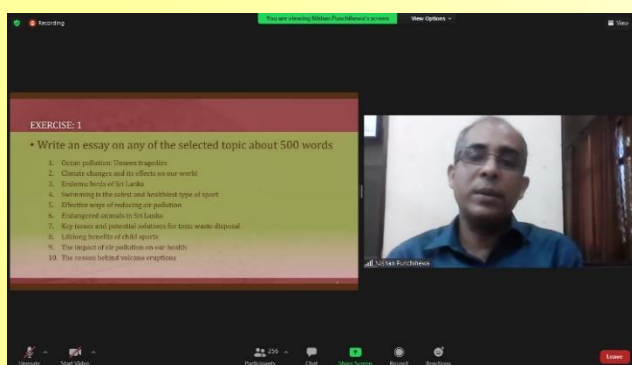 Recording
You are viewing Nishan Punchihewa's screen
View Options
View
EXERCISE: 1
• Write an essay on any of the selected topic about 500 words
1. Ocean pollution: Unseen tragedies
2. Climate changes and its effects on our world
3. Endemic birds of Sri Lanka
4. Swimming is the safest and healthiest type of sport
5. Effective ways of reducing air pollution
6. Endangered animals in Sri Lanka
7. Key issues and potential solutions for toxic waste disposal
8. Lifelong benefits of child sports
9. The impact of air pollution on our health
10. The reason behind volcano eruptions
Nishan Punchihewa
256
Unmute
Start Video
Participants
Chat
Share Screen
Record
Reactions
Leave